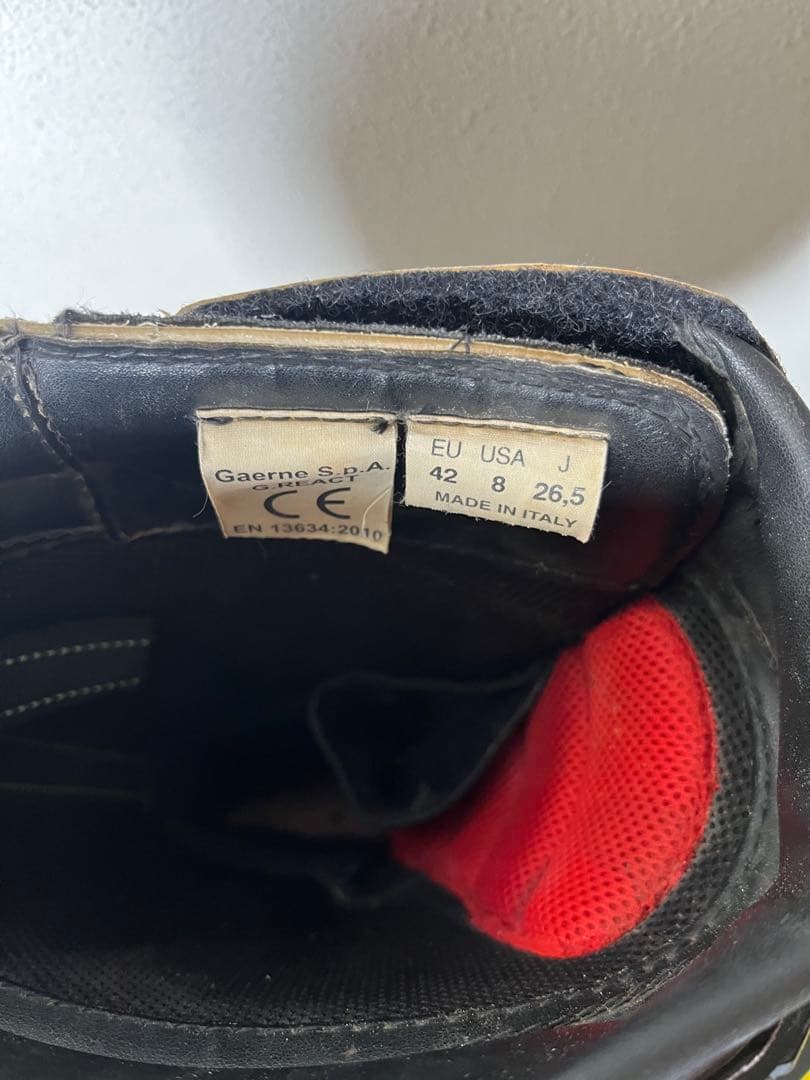 Gaerne S.p.A.
G.REACT
CE
EN 13634:2010
EU USA J
42 8 26,5
MADE IN ITALY